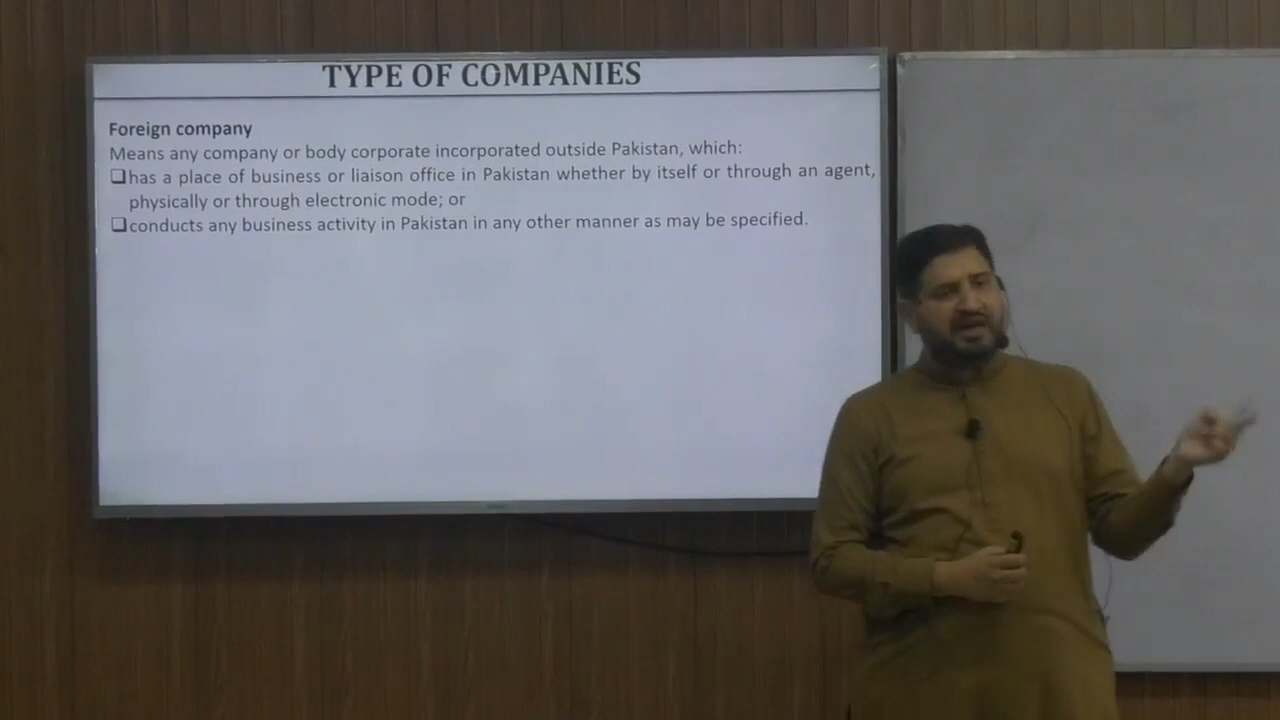 TYPE OF COMPANIES
Foreign company
Means any company or body corporate incorporated outside Pakistan, which:
❑has a place of business or liaison office in Pakistan whether by itself or through an agent,
physically or through electronic mode; or
❑conducts any business activity in Pakistan in any other manner as may be specified.